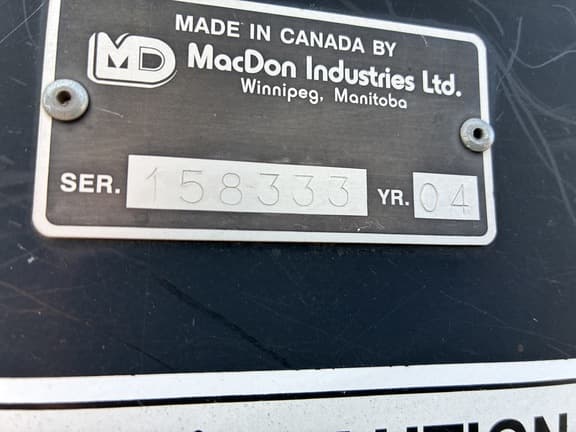 MADE IN CANADA BY
MD MacDon Industries Ltd.
Winnipeg, Manitoba
SER. 158333 YR. 04